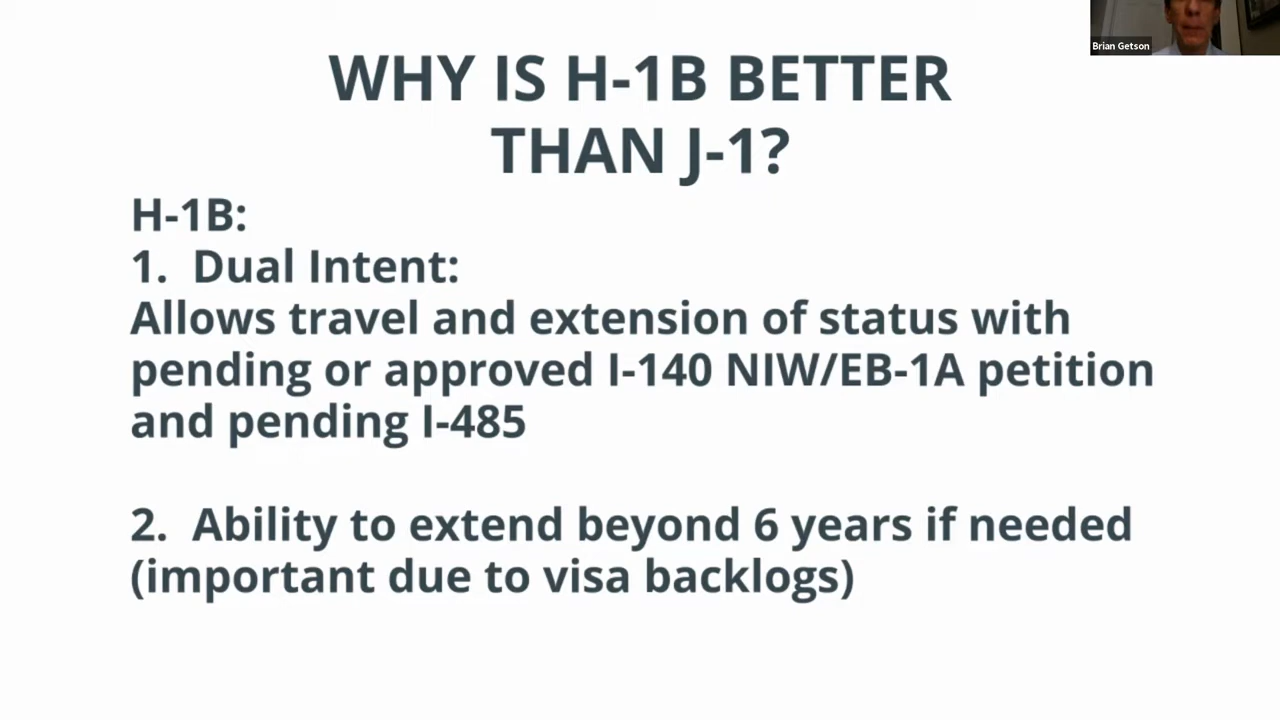 Brian Getson
WHY IS H-1B BETTER
THAN J-1?
H-1B:
1. Dual Intent:
Allows travel and extension of status with
pending or approved I-140 NIW/EB-1A petition
and pending I-485
2. Ability to extend beyond 6 years if needed
(important due to visa backlogs)